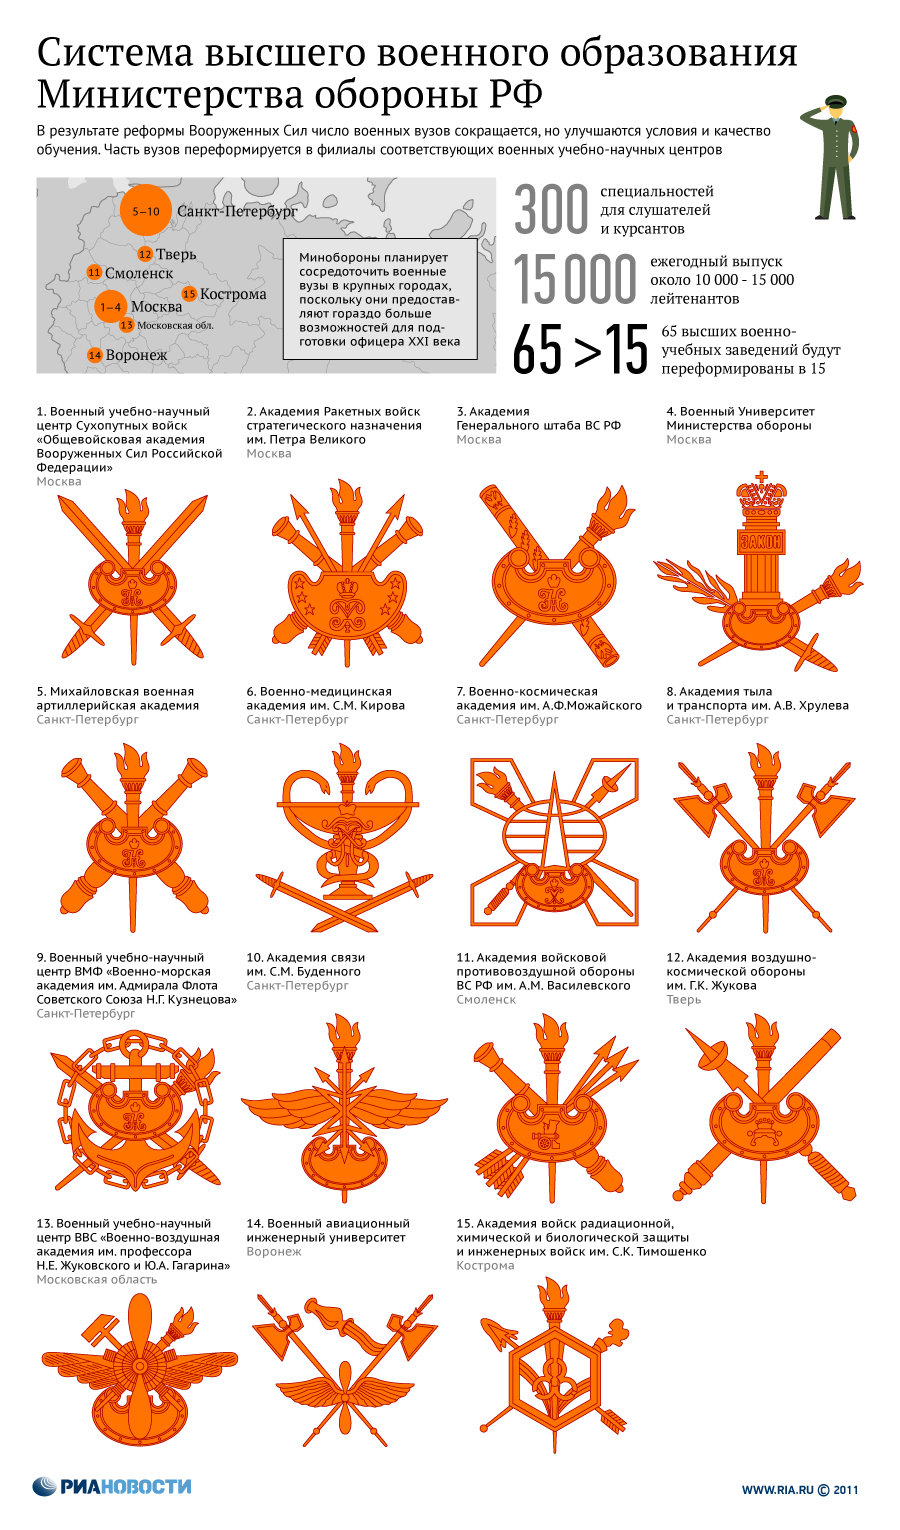 Система высшего военного образования
Министерства обороны РФ
В результате реформы Вооруженных Сил число военных вузов сокращается, но улучшаются условия и качество
обучения. Часть вузов переформируется в филиалы соответствующих военных учебно-научных центров
5–10
Санкт-Петербург
12 Тверь
11 Смоленск
15 Кострома
1–4 Москва
13 Московская обл.
14 Воронеж
Минобороны планирует
сосредоточить военные
вузы в крупных городах,
поскольку они предостав-
ляют гораздо больше
возможностей для под-
готовки офицера XXI века
300
специальностей
для слушателей
и курсантов
15 000
ежегодный выпуск
около 10 000 - 15 000
лейтенантов
65 >15
65 высших военно-
учебных заведений будут
переформированы в 15
1. Военный учебно-научный
центр Сухопутных войск
«Общевойсковая академия
Вооруженных Сил Российской
Федерации»
Москва
2. Академия Ракетных войск
стратегического назначения
им. Петра Великого
Москва
3. Академия
Генерального штаба ВС РФ
Москва
4. Военный Университет
Министерства обороны
Москва
ЗАКОН
5. Михайловская военная
артиллерийская академия
Санкт-Петербург
6. Военно-медицинская
академия им. С.М. Кирова
Санкт-Петербург
7. Военно-космическая
академия им. А.Ф.Можайского
Санкт-Петербург
8. Академия тыла
и транспорта им. А.В. Хрулева
Санкт-Петербург
9. Военный учебно-научный
центр ВМФ «Военно-морская
академия им. Адмирала Флота
Советского Союза Н.Г. Кузнецова»
Санкт-Петербург
10. Академия связи
им. С.М. Буденного
Санкт-Петербург
11. Академия войсковой
противовоздушной обороны
ВС РФ им. А.М. Василевского
Смоленск
12. Академия воздушно-
космической обороны
им. Г.К. Жукова
Тверь
13. Военный учебно-научный
центр ВВС «Военно-воздушная
академия им. профессора
Н.Е. Жуковского и Ю.А. Гагарина»
Московская область
14. Военный авиационный
инженерный университет
Воронеж
15. Академия войск радиационной,
химической и биологической защиты
и инженерных войск им. С.К. Тимошенко
Кострома
РИАНОВОСТИ
WWW.RIA.RU © 2011